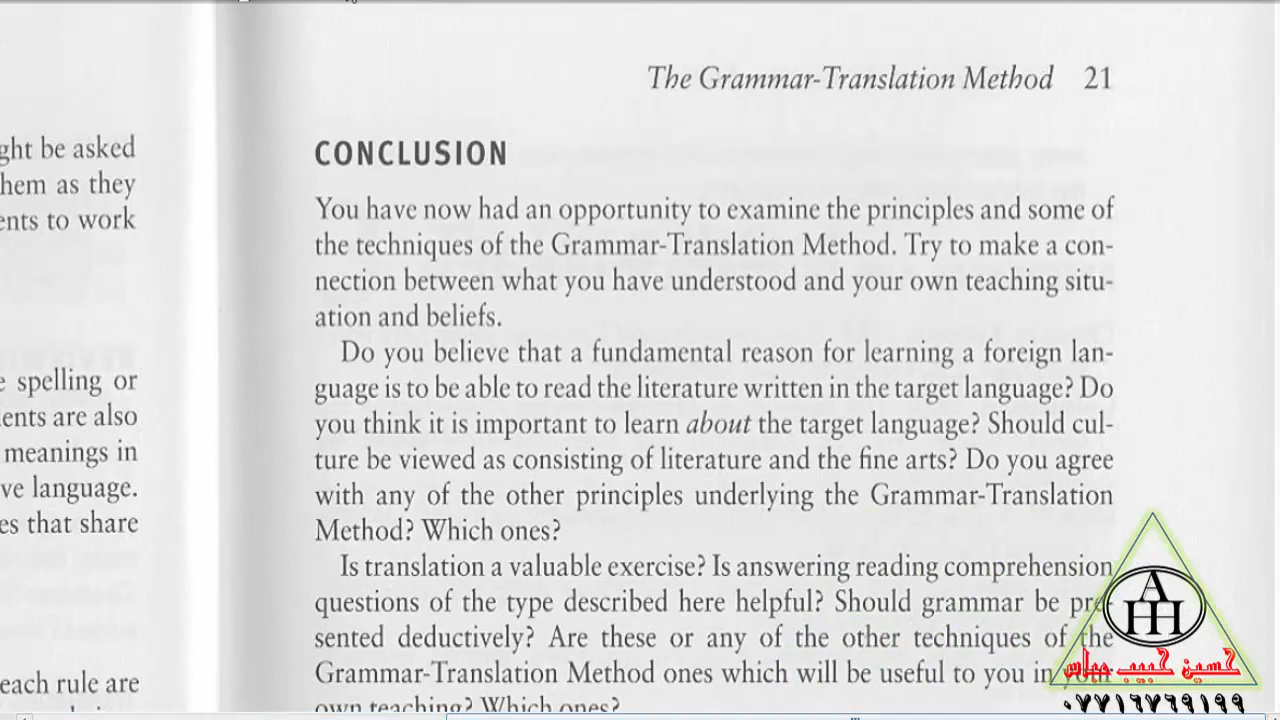 ght be asked
hem as they
ents to work
e spelling or
ents are also
meanings in
ve language.
es that share
each rule are
The Grammar-Translation Method 21
CONCLUSION
You have now had an opportunity to examine the principles and some of
the techniques of the Grammar-Translation Method. Try to make a con-
nection between what you have understood and your own teaching situ-
ation and beliefs.
Do you believe that a fundamental reason for learning a foreign lan-
guage is to be able to read the literature written in the target language? Do
you think it is important to learn about the target language? Should cul-
ture be viewed as consisting of literature and the fine arts? Do you agree
with any of the other principles underlying the Grammar-Translation
Method? Which ones?
Is translation a valuable exercise? Is answering reading comprehension
questions of the type described here helpful? Should grammar be pre-
sented deductively? Are these or any of the other techniques of the
Grammar-Translation Method ones which will be useful to you in your
own teaching? Which ones?
AHH
حسين حبيب عباس
٠٧٧١٦٧٦٩١٩٩